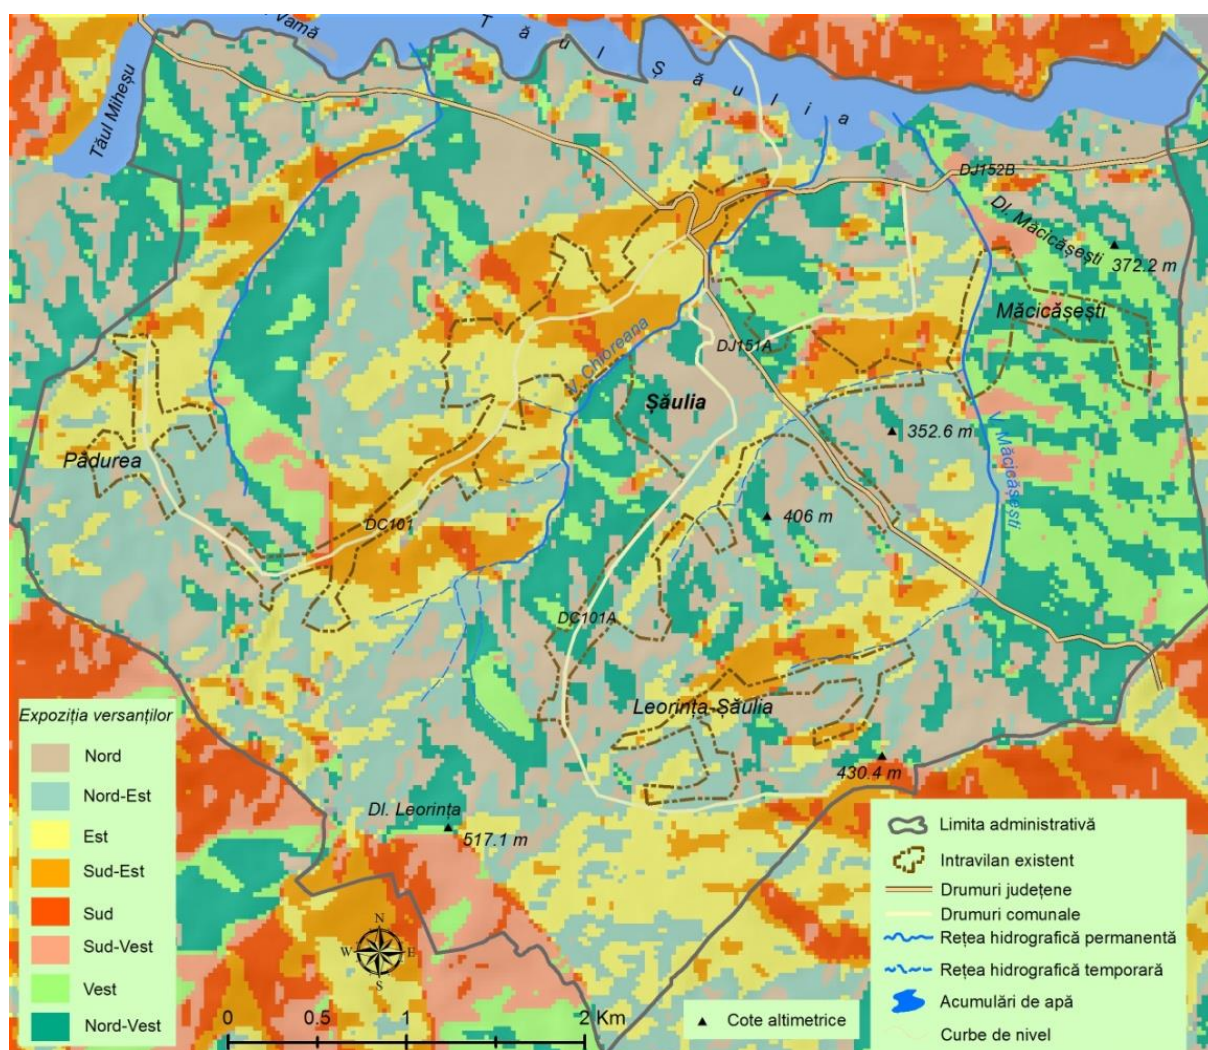 Vamă
Tăul Șăulia
Tăul Miheșu
DJ152B
Dl. Măcicășești
372.2 m
Măcicășești
V. Chioreana
DJ151A
Șăulia
352.6 m
Pădurea
V. Măcicășești
406 m
DC101
DC101A
Leorința-Șăulia
430.4 m
Dl. Leorința
517.1 m
Expoziția versanților
Nord
Nord-Est
Est
Sud-Est
Sud
Sud-Vest
Vest
Nord-Vest
N
W E
S
0 0.5 1 2 Km
Cote altimetrice
Limita administrativă
Intravilan existent
Drumuri județene
Drumuri comunale
Rețea hidrografică permanentă
Rețea hidrografică temporară
Acumulări de apă
Curbe de nivel